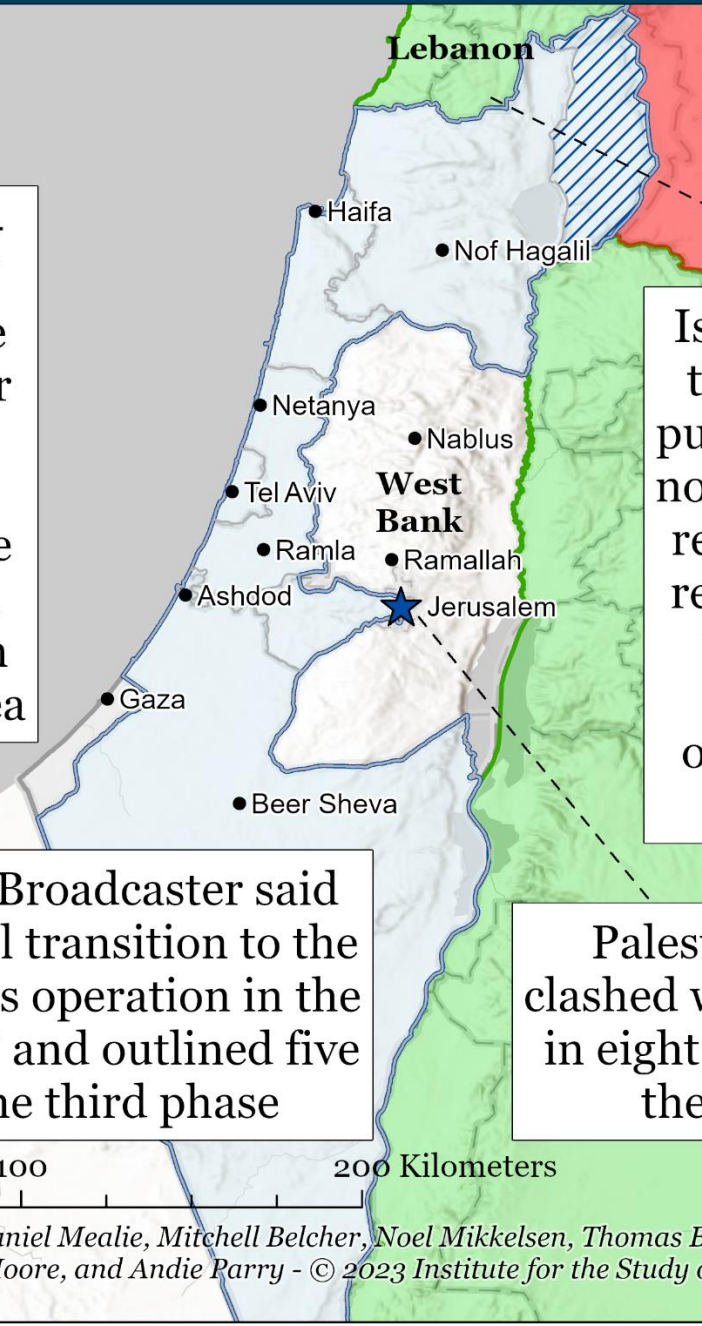 Lebanon
Haifa
Nof Hagalil
Netanya
Nablus
Tel Aviv
West
Bank
Ramla
Ramallah
Ashdod
Jerusalem
Gaza
Beer Sheva
e
r
e
n
ea
Is
t
pu
no
re
re
o
Broadcaster said
l transition to the
s operation in the
and outlined five
ne third phase
Palest
clashed w
in eight
the
100
200 Kilometers
niel Mealie, Mitchell Belcher, Noel Mikkelsen, Thomas B
Moore, and Andie Parry - © 2023 Institute for the Study o